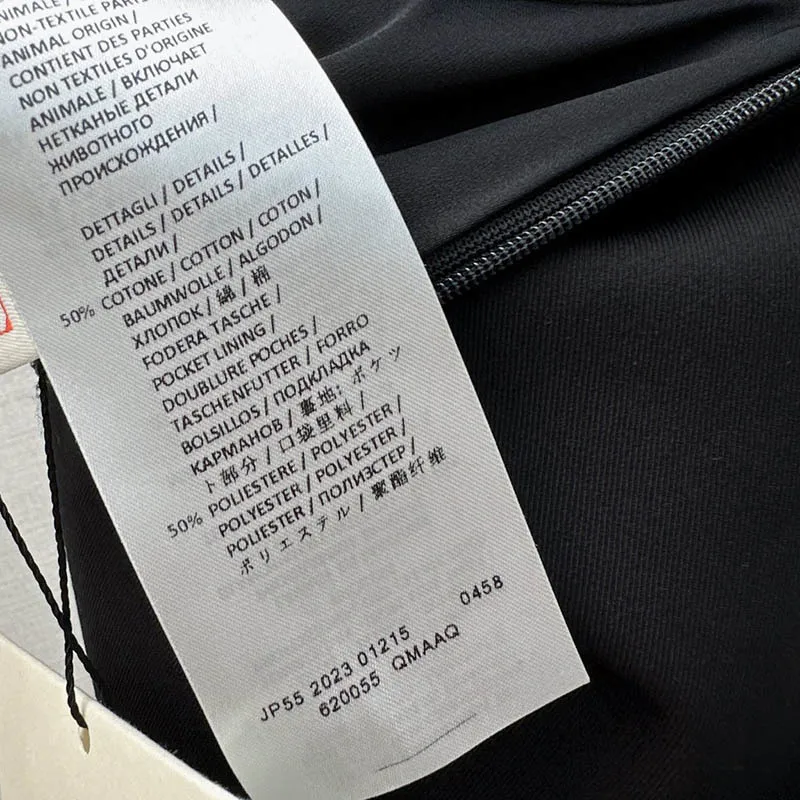 ANIMALE /
NON-TEXTILE PARTS
ANIMAL ORIGIN /
CONTIENT DES PARTIES
NON TEXTILES D'ORIGINE
ANIMALE / ВКЛЮЧАЕТ
НЕТКАНЫЕ ДЕТАЛИ
ЖИВОТНОГО
ПРОИСХОЖДЕНИЯ /
DETTAGLI / DETAILS /
DETAILS / DETAILS / DETALLES /
ДЕТАЛИ /
50% COTONE / COTTON / COTON /
BAUMWOLLE / ALGODON /
ХЛОПОК / 綿 / 棉
FODERA TASCHE /
POCKET LINING /
DOUBLURE POCHES /
TASCHENFUTTER / FORRO
BOLSILLOS / ПОДКЛАДКА
КАРМАНОВ / 裏地: ポケッ
ト部分 / 口袋里料 /
50% POLIESTERE / POLYESTER /
POLYESTER / POLYESTER /
POLIESTER / ПОЛИЭСТЕР /
ポリエステル / 聚酯纤维
0458
JP55 2023 01215
620055 QMAAQ